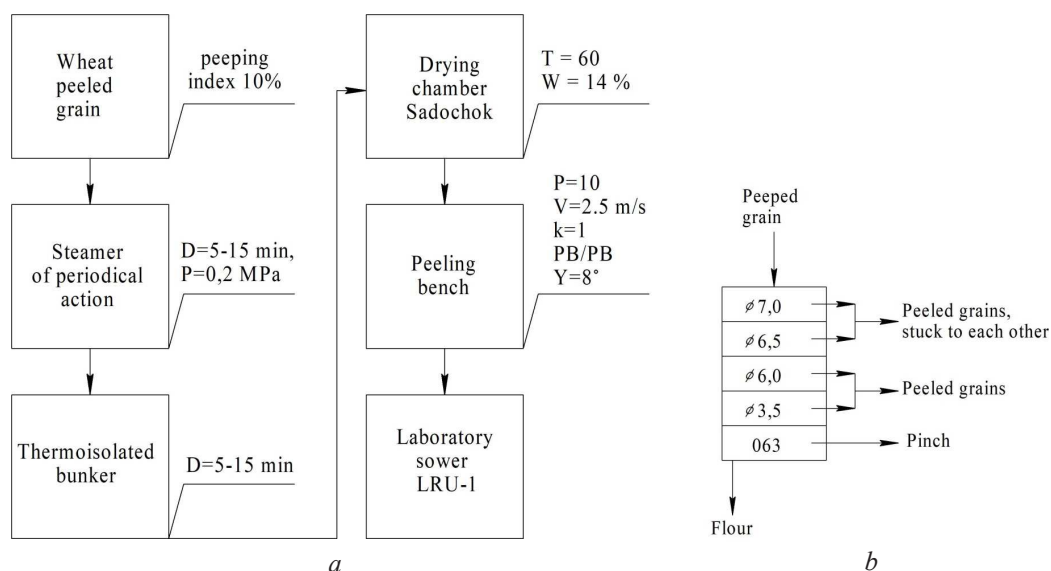 Wheat
peeled
grain
peeping
index 10%
Steamer
of periodical
action
D=5-15 min,
P=0,2 MPa
Thermoisolated
bunker
D=5-15 min
Drying
chamber
Sadochok
T = 60
W = 14 %
Peeling
bench
P=10
V=2.5 m/s
k=1
PB/PB
Y=8°
Laboratory
sower
LRU-1
a
Peeped
grain
⌀7,0
⌀6,5
⌀6,0
⌀3,5
063
Peeled grains,
stuck to each other
Peeled grains
Pinch
Flour
b